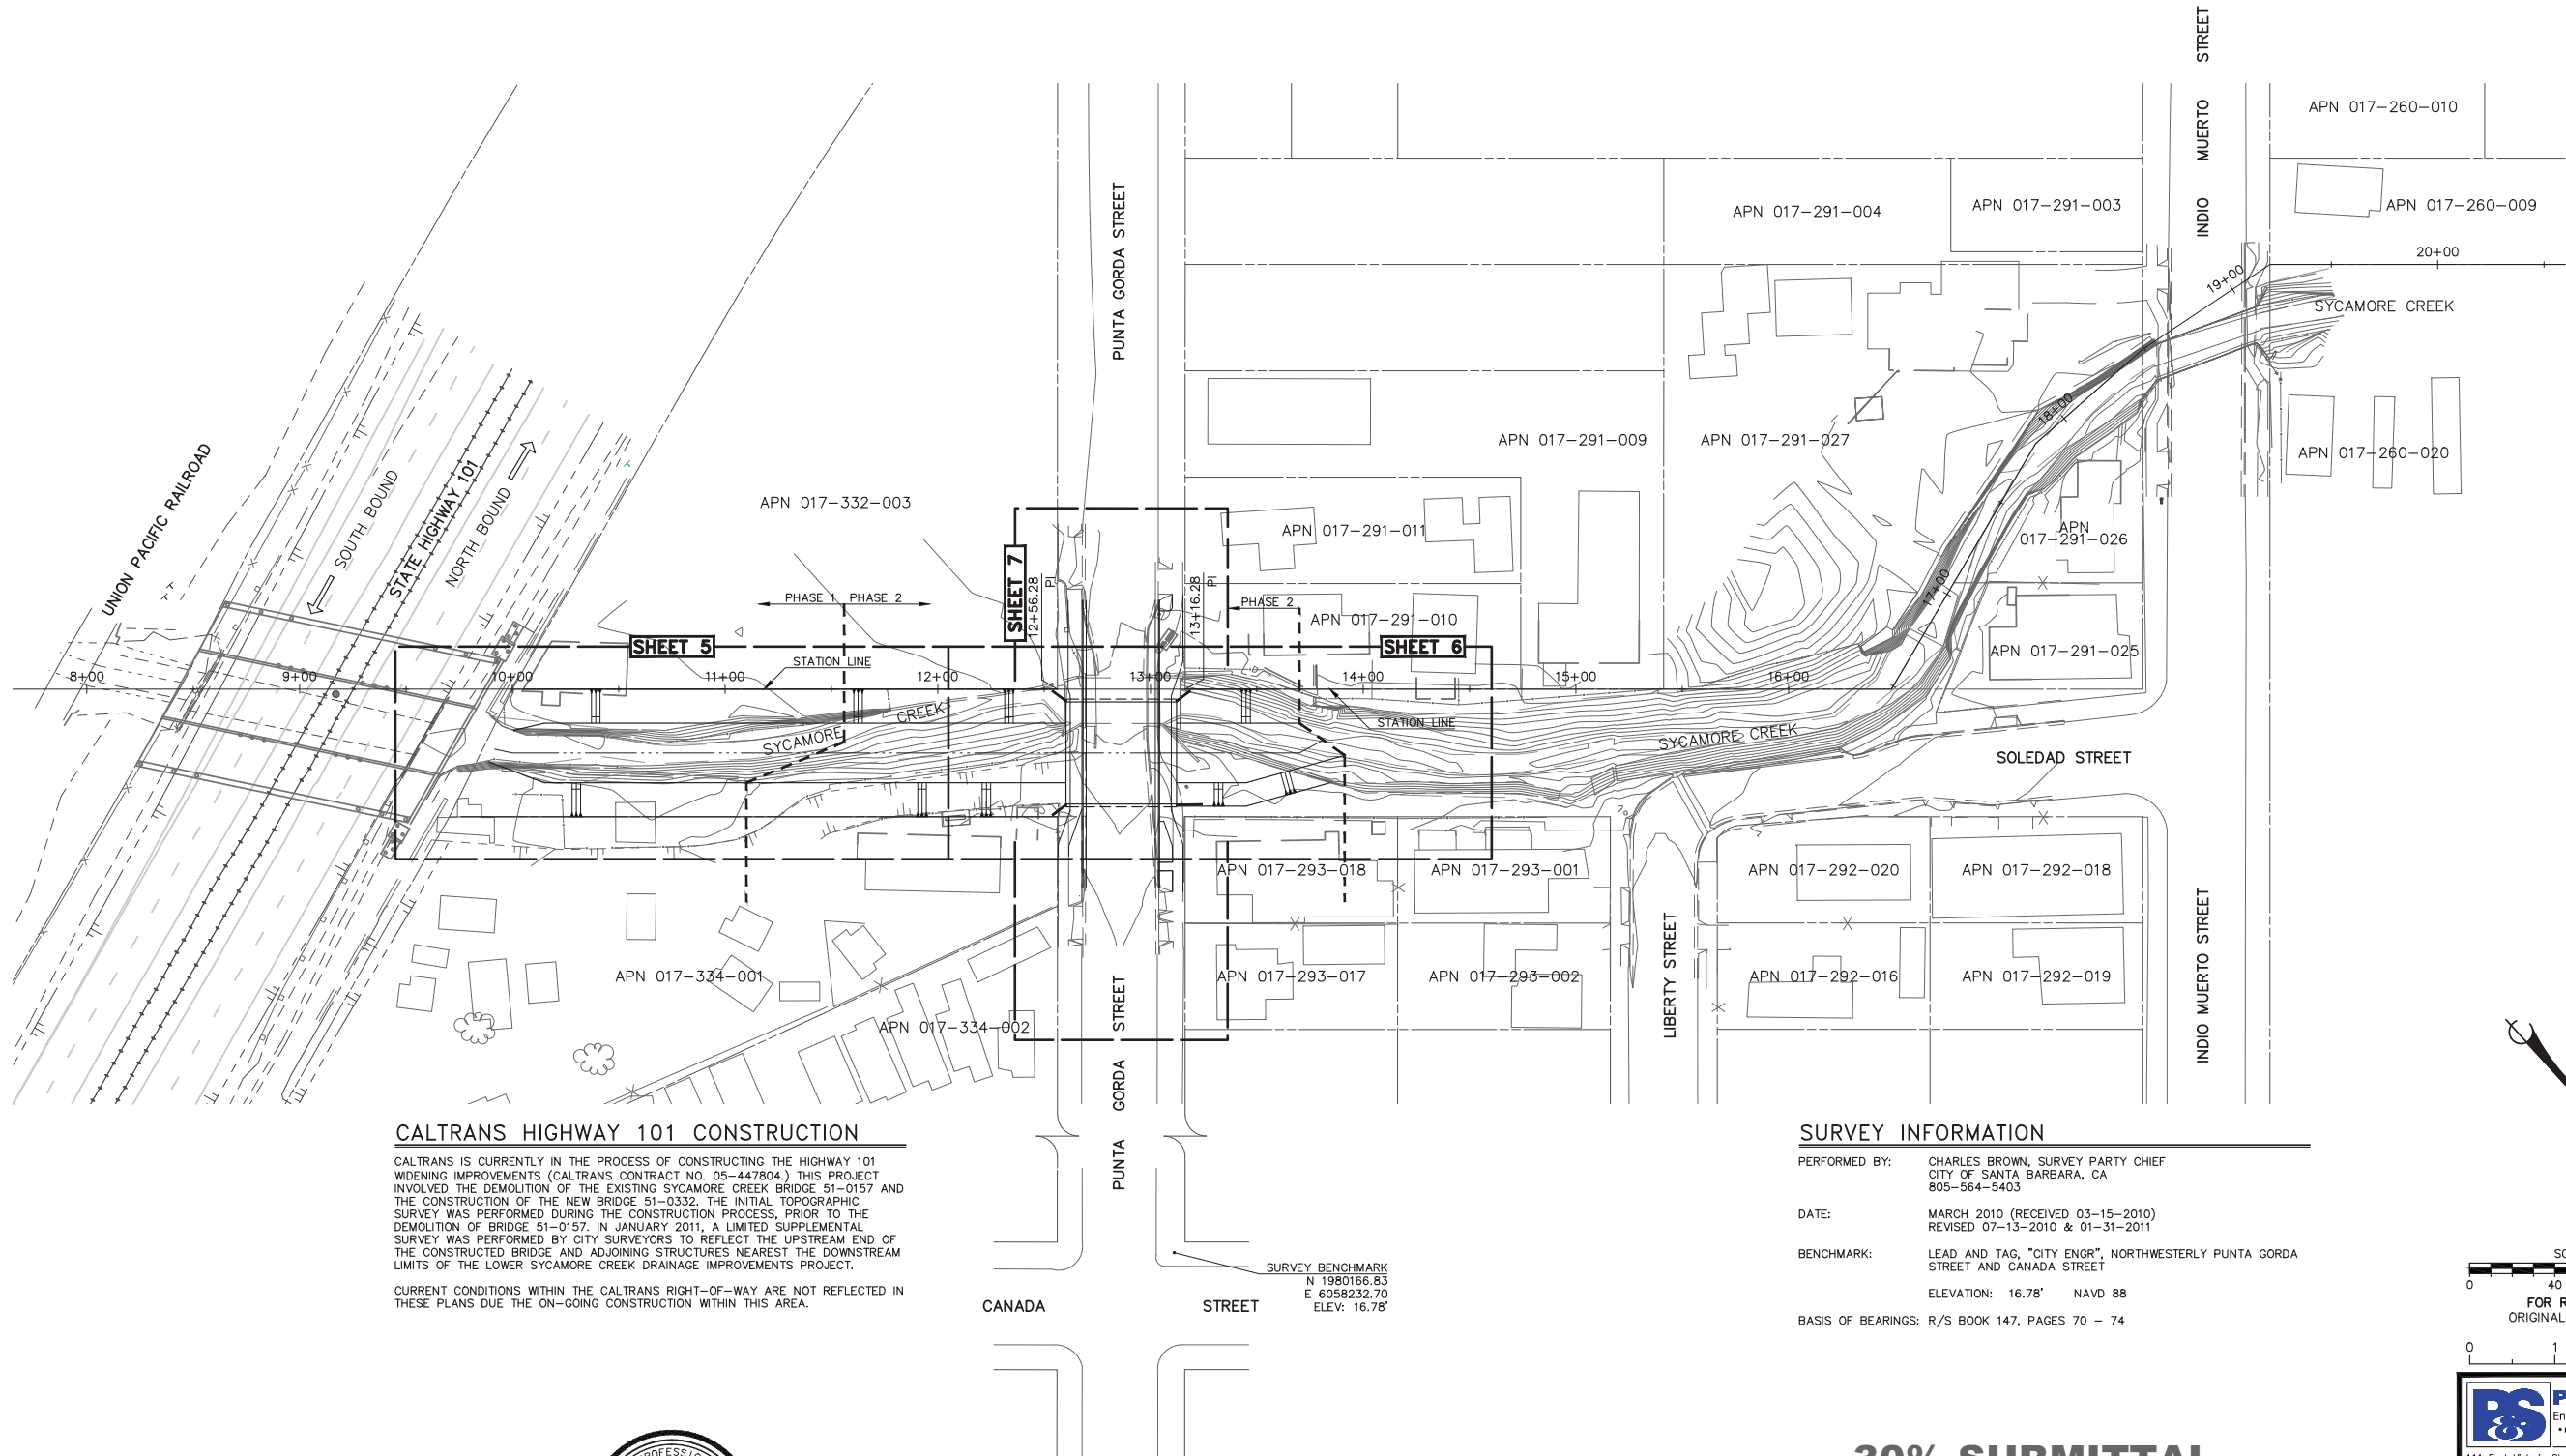 INDIO MUERTO STREET
APN 017-260-010
PUNTA GORDA STREET
APN 017-291-004
APN 017-291-003
APN 017-260-009
20+00
19+00
SYCAMORE CREEK
18+00
APN 017-291-009
APN 017-291-027
APN 017-260-020
UNION PACIFIC RAILROAD
SOUTH BOUND
STATE HIGHWAY 101
NORTH BOUND
APN 017-332-003
APN 017-291-011
APN
017-291-026
SHEET 7
12+56.28
PI
13+16.28
PI
17+00
PHASE 1
PHASE 2
PHASE 2
APN 017-291-010
SHEET 5
SHEET 6
APN 017-291-025
STATION LINE
8+00
9+00
10+00
11+00
12+00
13+00
14+00
15+00
16+00
SYCAMORE CREEK
STATION LINE
SYCAMORE CREEK
SOLEDAD STREET
APN 017-293-018
APN 017-293-001
APN 017-292-020
APN 017-292-018
APN 017-334-001
APN 017-293-017
APN 017-293-002
LIBERTY STREET
APN 017-292-016
APN 017-292-019
INDIO MUERTO STREET
APN 017-334-002
PUNTA GORDA STREET
PUNTA
CALTRANS HIGHWAY 101 CONSTRUCTION
CALTRANS IS CURRENTLY IN THE PROCESS OF CONSTRUCTING THE HIGHWAY 101
WIDENING IMPROVEMENTS (CALTRANS CONTRACT NO. 05-447804.) THIS PROJECT
INVOLVED THE DEMOLITION OF THE EXISTING SYCAMORE CREEK BRIDGE 51-0157 AND
THE CONSTRUCTION OF THE NEW BRIDGE 51-0332. THE INITIAL TOPOGRAPHIC
SURVEY WAS PERFORMED DURING THE CONSTRUCTION PROCESS, PRIOR TO THE
DEMOLITION OF BRIDGE 51-0157. IN JANUARY 2011, A LIMITED SUPPLEMENTAL
SURVEY WAS PERFORMED BY CITY SURVEYORS TO REFLECT THE UPSTREAM END OF
THE CONSTRUCTED BRIDGE AND ADJOINING STRUCTURES NEAREST THE DOWNSTREAM
LIMITS OF THE LOWER SYCAMORE CREEK DRAINAGE IMPROVEMENTS PROJECT.
CURRENT CONDITIONS WITHIN THE CALTRANS RIGHT-OF-WAY ARE NOT REFLECTED IN
THESE PLANS DUE THE ON-GOING CONSTRUCTION WITHIN THIS AREA.
SURVEY BENCHMARK
N 1980166.83
E 6058232.70
ELEV: 16.78'
CANADA STREET
SURVEY INFORMATION
PERFORMED BY: CHARLES BROWN, SURVEY PARTY CHIEF
CITY OF SANTA BARBARA, CA
805-564-5403
DATE: MARCH 2010 (RECEIVED 03-15-2010)
REVISED 07-13-2010 & 01-31-2011
BENCHMARK: LEAD AND TAG, "CITY ENGR", NORTHWESTERLY PUNTA GORDA
STREET AND CANADA STREET
ELEVATION: 16.78' NAVD 88
BASIS OF BEARINGS: R/S BOOK 147, PAGES 70 - 74
0 40
FOR R
ORIGINAL
0 1
P&S
SUBMITTAL